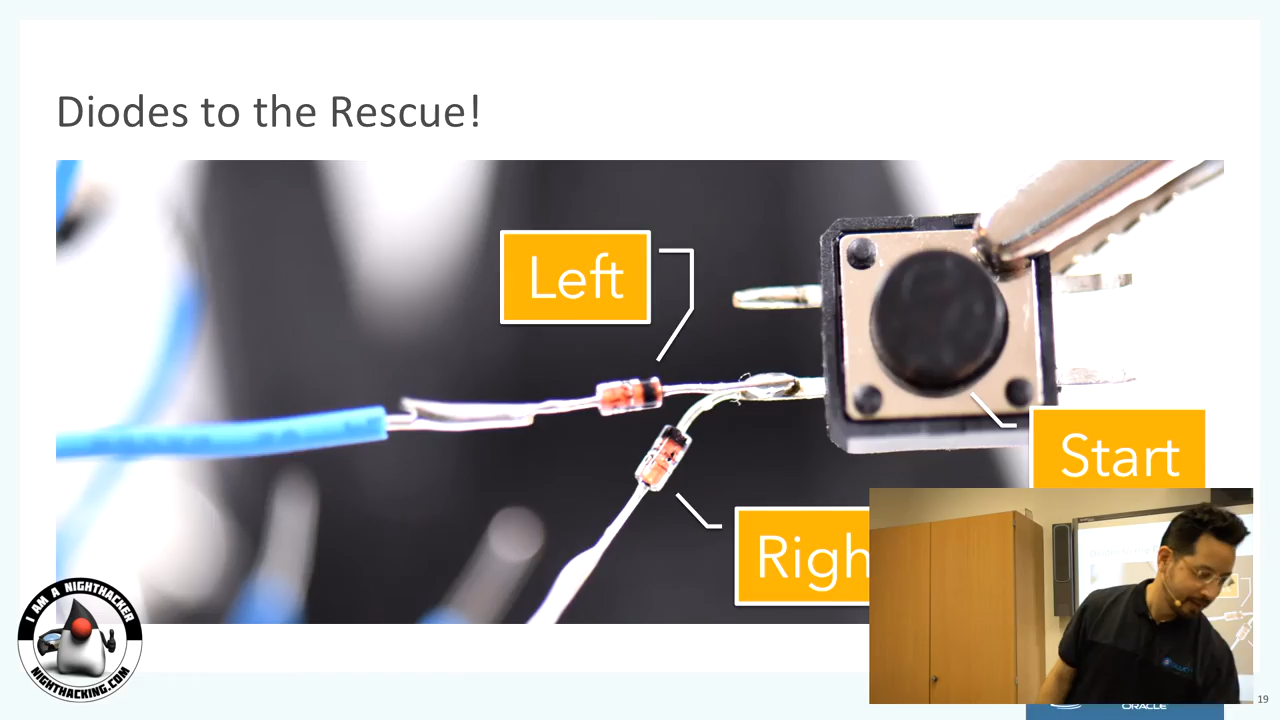 Diodes to the Rescue!
Left
Start
Righ
I AM A NIGHTHACKER
NIGHTHACKING.COM
ORACLE
19